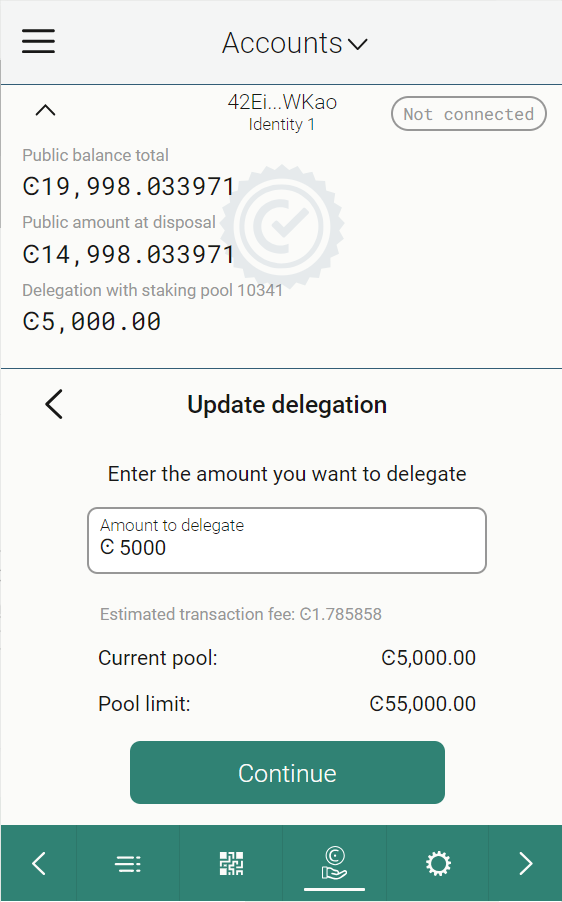 Accounts
42Ei...WKao
Identity 1
Not connected
Public balance total
Ͼ19,998.033971
Public amount at disposal
Ͼ14,998.033971
Delegation with staking pool 10341
Ͼ5,000.00
Update delegation
Enter the amount you want to delegate
Amount to delegate
Ͼ 5000
Estimated transaction fee: Ͼ1.785858
Current pool: Ͼ5,000.00
Pool limit: Ͼ55,000.00
Continue